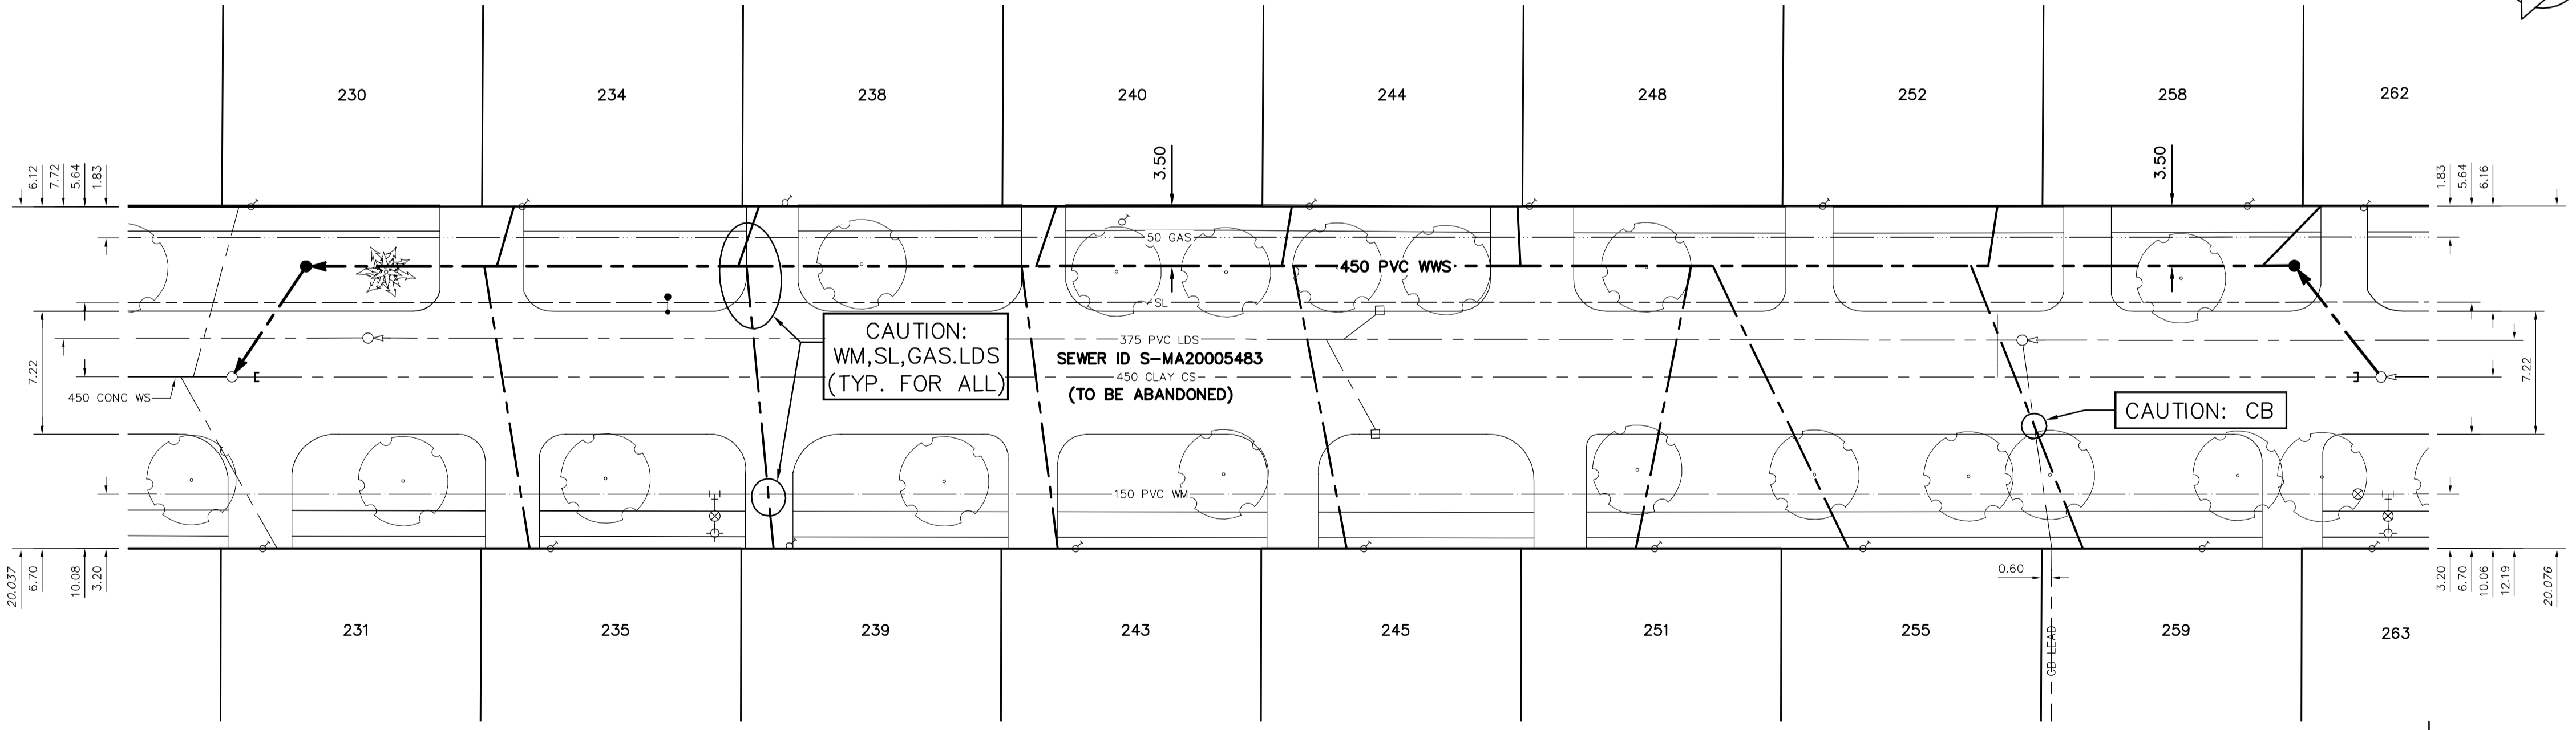 230
234
238
240
244
248
252
258
262
6.12
7.72
5.64
1.83
3.50
3.50
1.83
5.64
6.16
50 GAS
450 PVC WWS
SL
CAUTION:
WM,SL,GAS.LDS
(TYP. FOR ALL)
375 PVC LDS
SEWER ID S-MA20005483
450 CLAY CS
(TO BE ABANDONED)
7.22
7.22
450 CONC WS
CAUTION: CB
150 PVC WM
20.037
6.70
10.08
3.20
0.60
3.20
6.70
10.06
12.19
20.076
231
235
239
243
245
251
255
259
263
CB LEAD